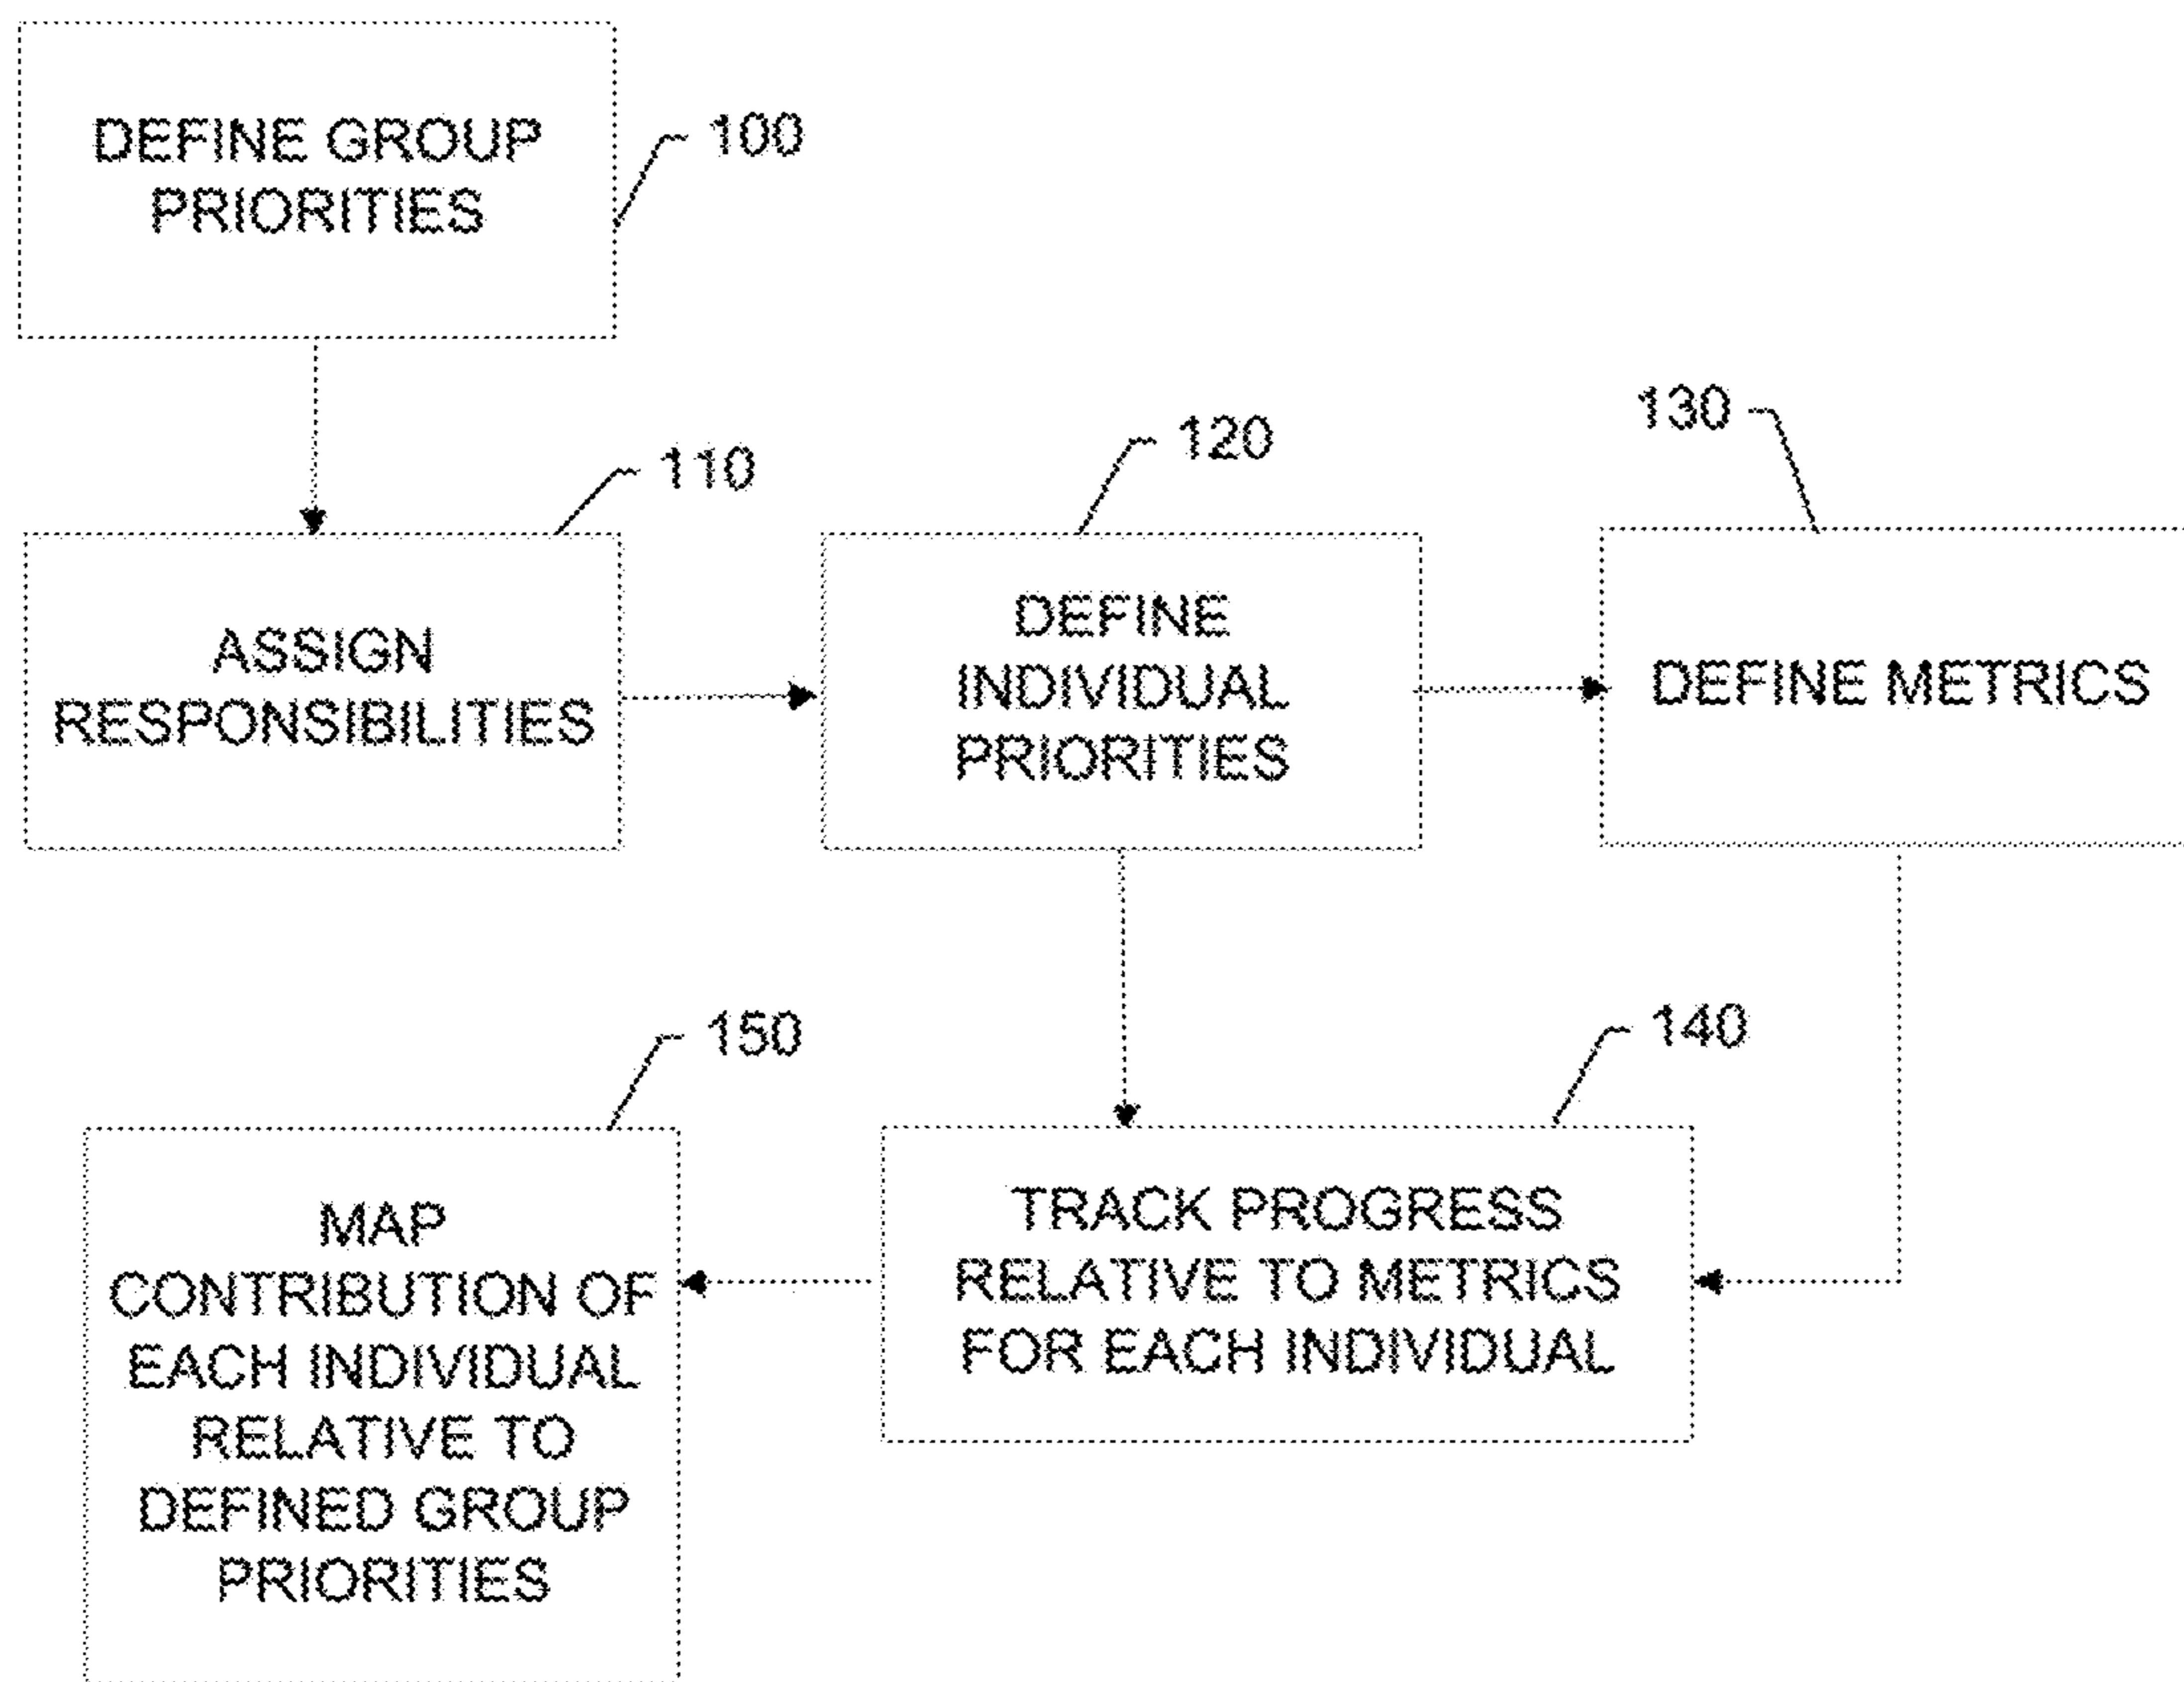 DEFINE GROUP
PRIORITIES
100
110
ASSIGN
RESPONSIBILITIES
120
DEFINE
INDIVIDUAL
PRIORITIES
130
DEFINE METRICS
140
TRACK PROGRESS
RELATIVE TO METRICS
FOR EACH INDIVIDUAL
150
MAP
CONTRIBUTION OF
EACH INDIVIDUAL
RELATIVE TO
DEFINED GROUP
PRIORITIES